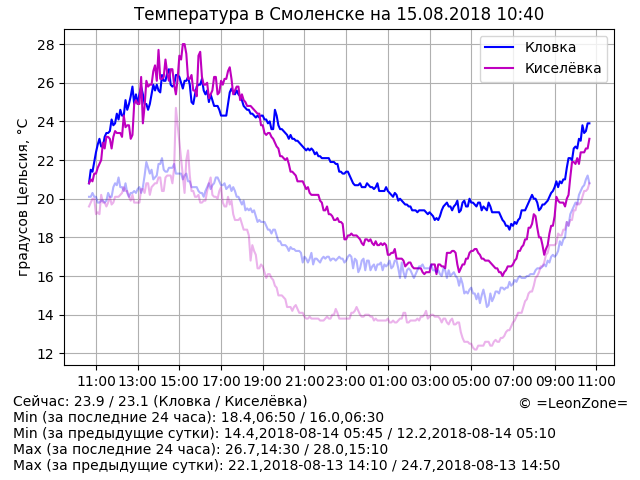 Температура в Смоленске на 15.08.2018 10:40
Кловка
Киселёвка
градусов Цельсия, °C
28
26
24
22
20
18
16
14
12
11:00 13:00 15:00 17:00 19:00 21:00 23:00 01:00 03:00 05:00 07:00 09:00 11:00
Сейчас: 23.9 / 23.1 (Кловка / Киселёвка)
© =LeonZone=
Min (за последние 24 часа): 18.4,06:50 / 16.0,06:30
Min (за предыдущие сутки): 14.4,2018-08-14 05:45 / 12.2,2018-08-14 05:10
Max (за последние 24 часа): 26.7,14:30 / 28.0,15:10
Max (за предыдущие сутки): 22.1,2018-08-13 14:10 / 24.7,2018-08-13 14:50